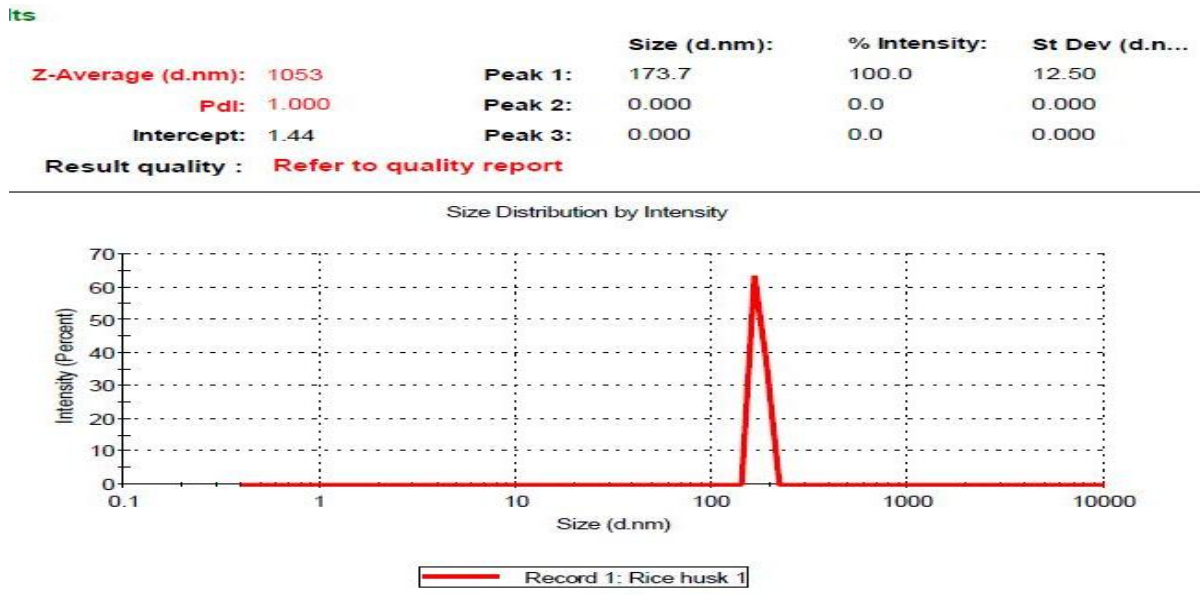 lts
Size (d.nm): % Intensity: St Dev (d.n...
Z-Average (d.nm): 1053 Peak 1: 173.7 100.0 12.50
PdI: 1.000 Peak 2: 0.000 0.0 0.000
Intercept: 1.44 Peak 3: 0.000 0.0 0.000
Result quality : Refer to quality report
Size Distribution by Intensity
Intensity (Percent)
70
60
50
40
30
20
10
0
0.1 1 10 100 1000 10000
Size (d.nm)
Record 1: Rice husk 1